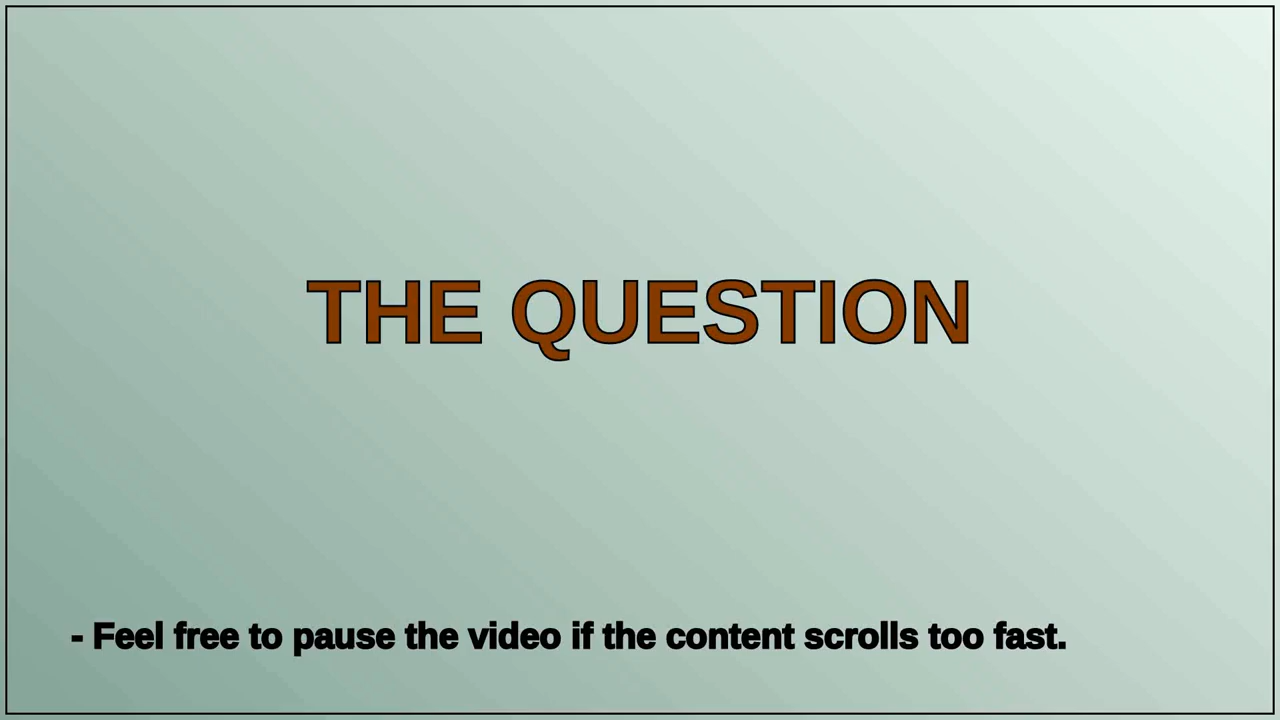 THE QUESTION
- Feel free to pause the video if the content scrolls too fast.